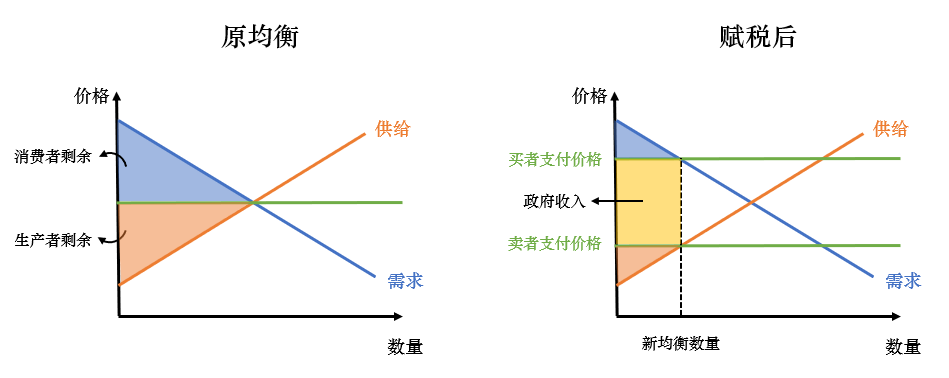 原均衡
价格
供给
消费者剩余
生产者剩余
需求
数量
赋税后
价格
供给
买者支付价格
政府收入
卖者支付价格
需求
新均衡数量
数量